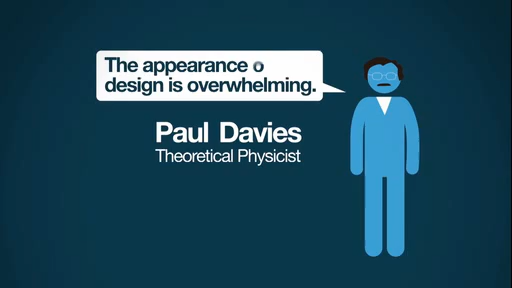 The appearance o
design is overwhelming.
Paul Davies
Theoretical Physicist